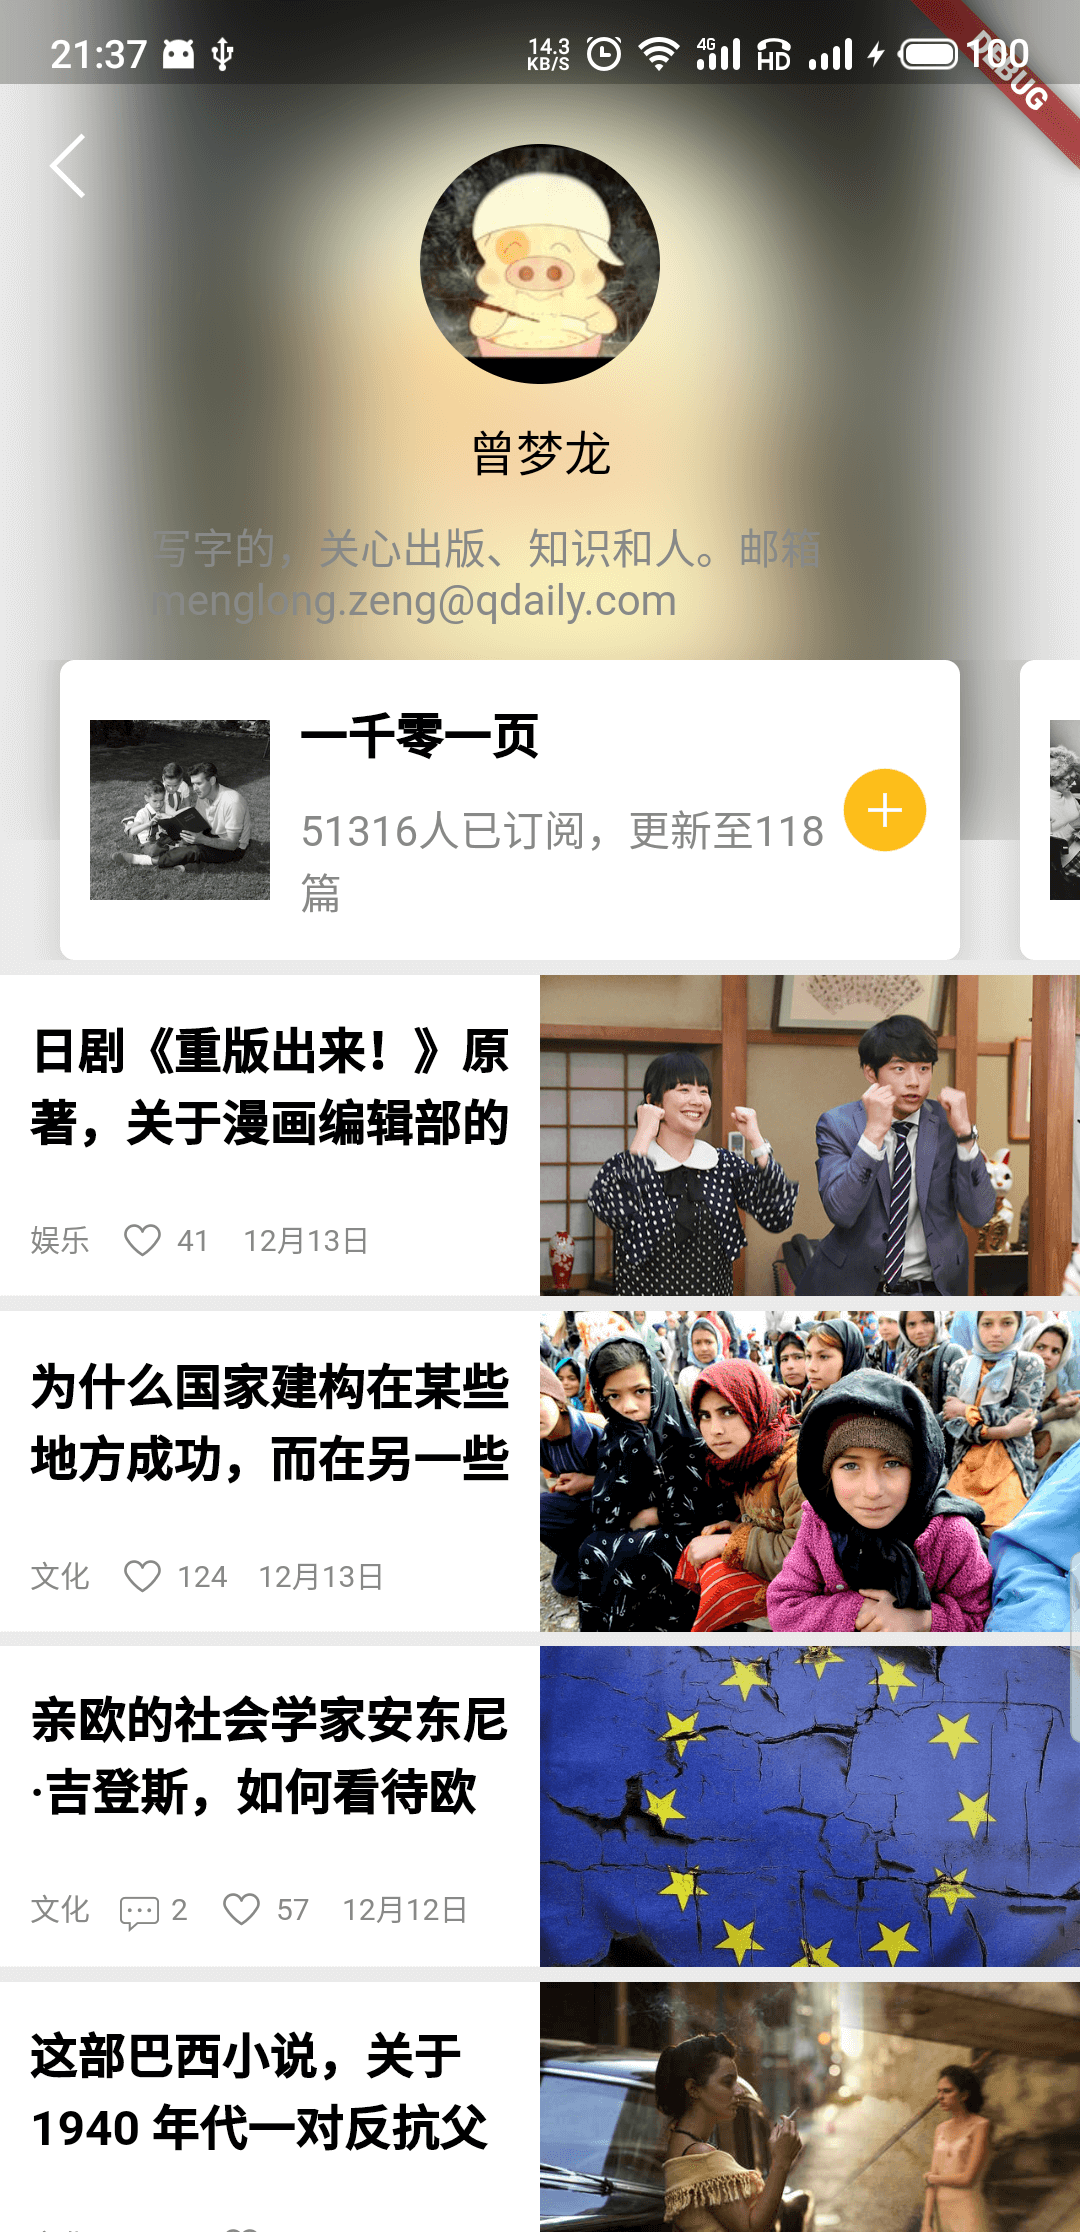 21:37
14.3
KB/S
4G
HD
100
DEBUG
曾梦龙
写字的，关心出版、知识和人。邮箱
menglong.zeng@qdaily.com
一千零一页
51316人已订阅，更新至118
篇
日剧《重版出来！》原
著，关于漫画编辑部的
娱乐 41 12月13日
为什么国家建构在某些
地方成功，而在另一些
文化 124 12月13日
亲欧的社会学家安东尼
·吉登斯，如何看待欧
文化 2 57 12月12日
这部巴西小说，关于
1940 年代一对反抗父